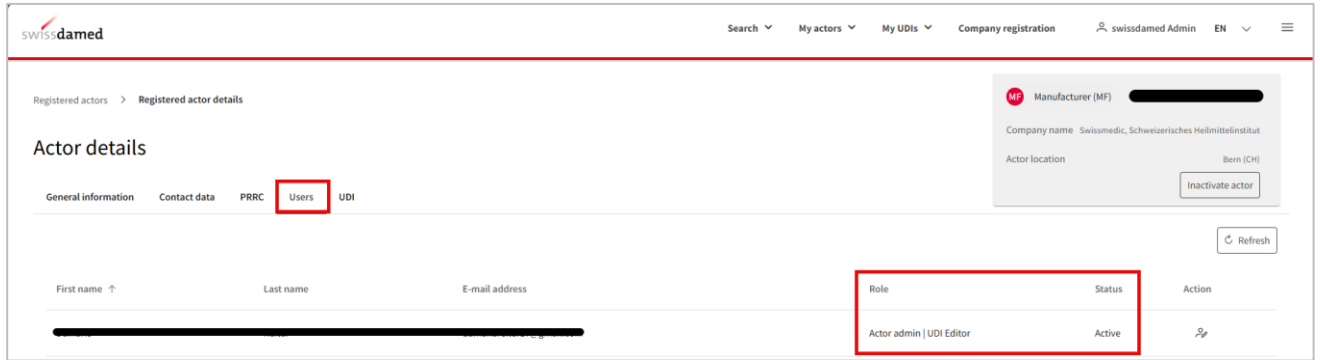 swissdamed
Search My actors My UDIs Company registration swissdamed Admin EN
Registered actors > Registered actor details
MF Manufacturer (MF)
Company name Swissmedic, Schweizerisches Heilmittelinstitut
Actor location Bern (CH)
Inactivate actor
Actor details
General information Contact data PRRC Users UDI
Refresh
First name ↑ Last name E-mail address Role Status Action
Actor admin | UDI Editor Active